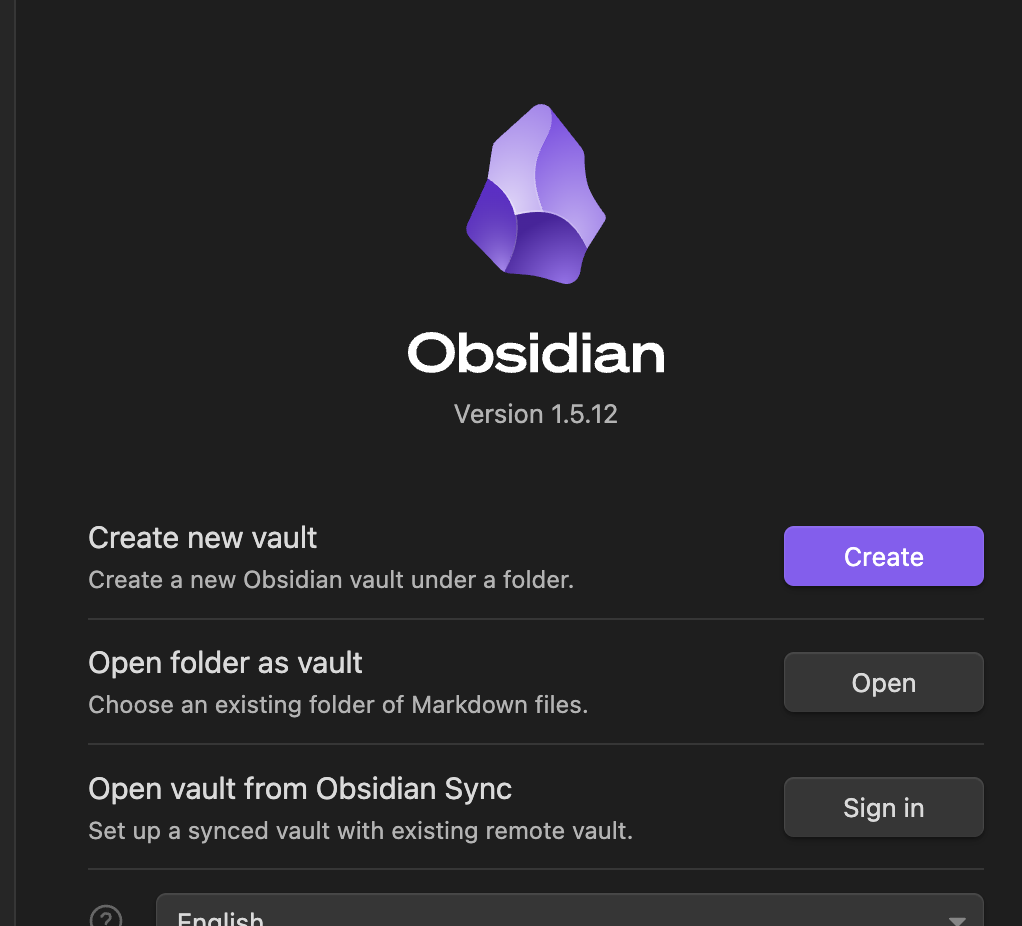 Obsidian
Version 1.5.12
Create new vault
Create a new Obsidian vault under a folder.
Create
Open folder as vault
Choose an existing folder of Markdown files.
Open
Open vault from Obsidian Sync
Set up a synced vault with existing remote vault.
Sign in
?
English